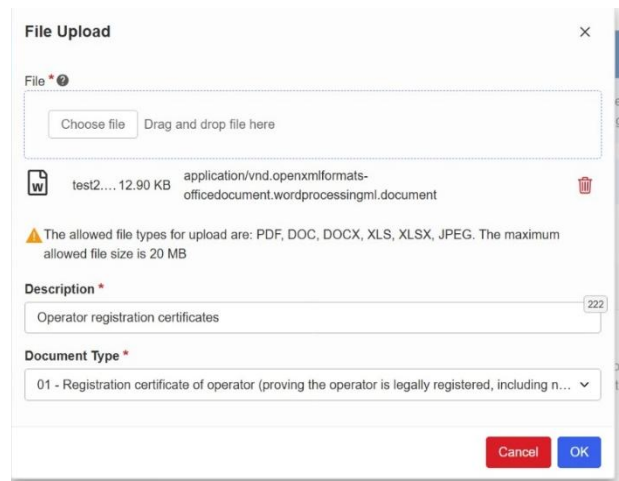 File Upload
File *
Choose file Drag and drop file here
W test2.... 12.90 KB application/vnd.openxmlformats-
officedocument.wordprocessingml.document
The allowed file types for upload are: PDF, DOC, DOCX, XLS, XLSX, JPEG. The maximum
allowed file size is 20 MB
Description *
222
Operator registration certificates
Document Type *
01 - Registration certificate of operator (proving the operator is legally registered, including n...
Cancel OK